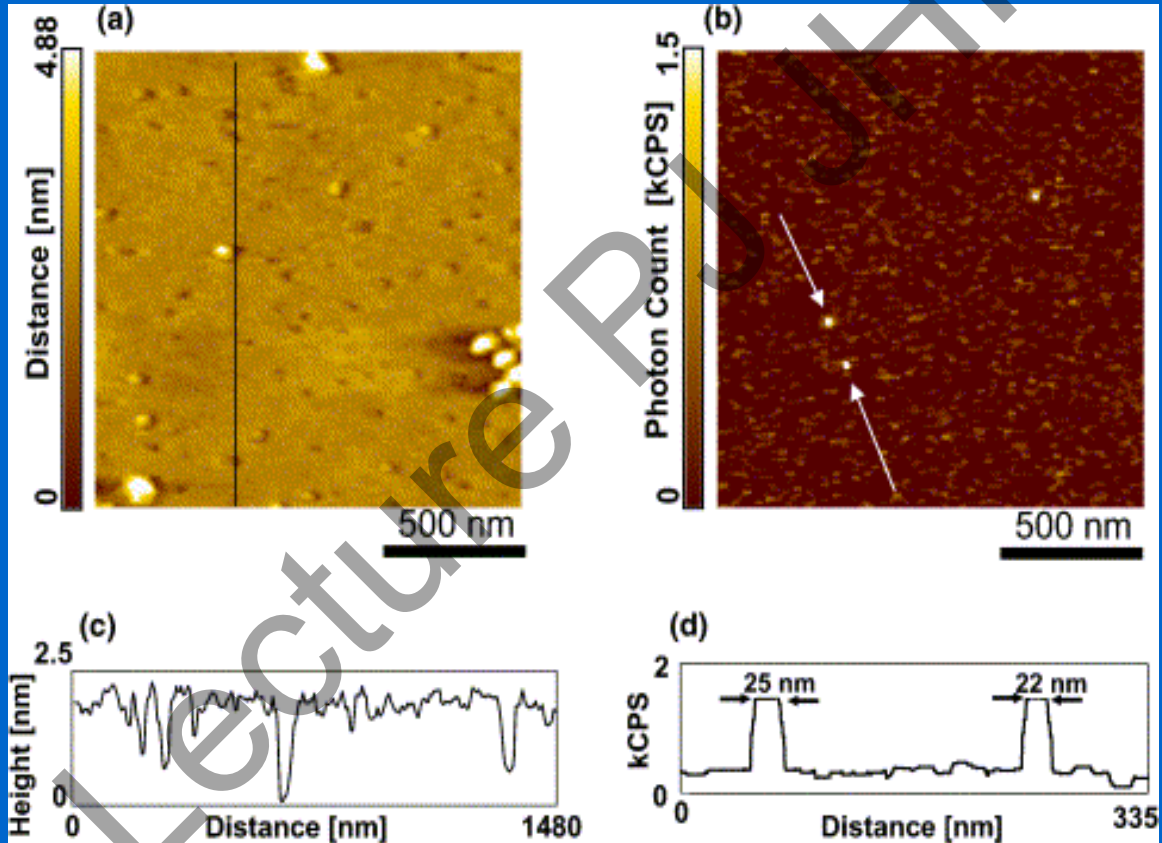 (a)
4.88
Distance [nm]
0
500 nm
(b)
1.5
Photon Count [kCPS]
0
500 nm
(c)
2.5
Height [nm]
0
0
Distance [nm]
1480
(d)
2
kCPS
0
25 nm
22 nm
0
Distance [nm]
335
Lecture PJ JH